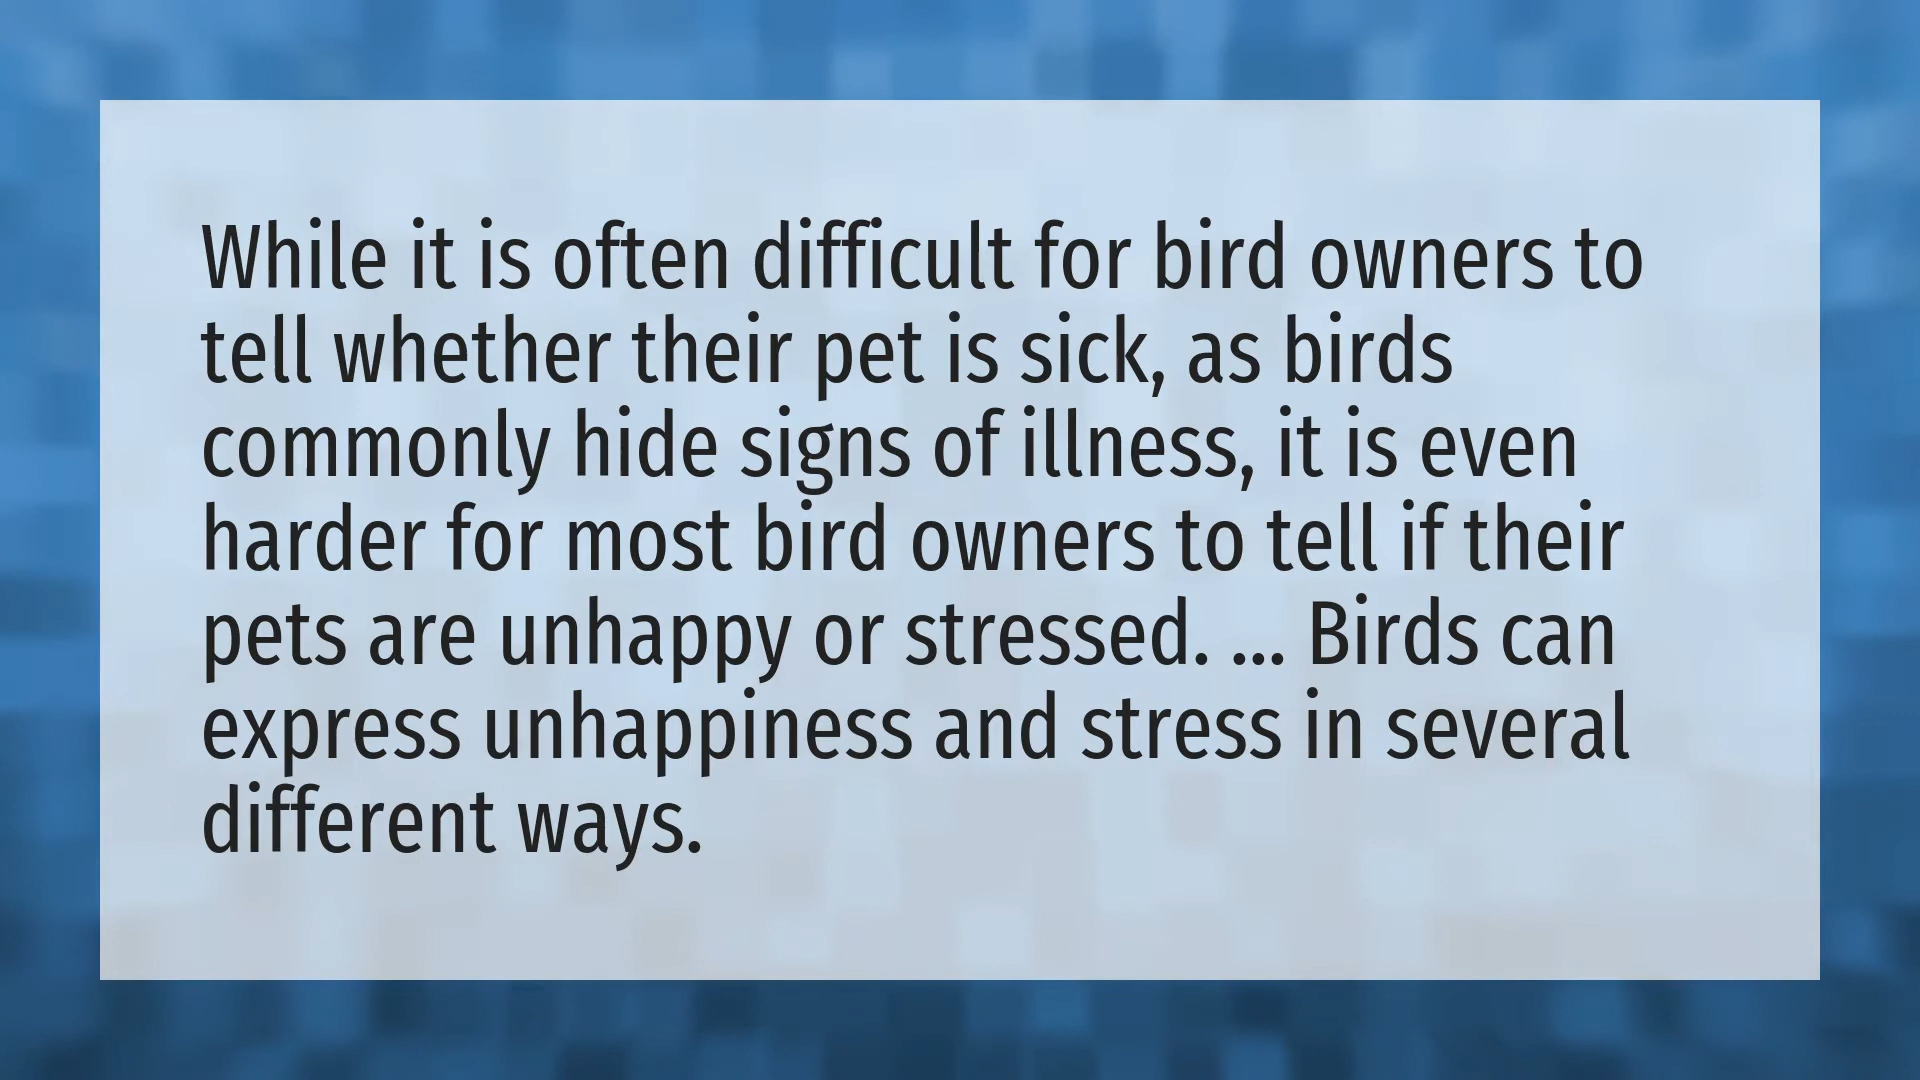 While it is often difficult for bird owners to
tell whether their pet is sick, as birds
commonly hide signs of illness, it is even
harder for most bird owners to tell if their
pets are unhappy or stressed. ... Birds can
express unhappiness and stress in several
different ways.